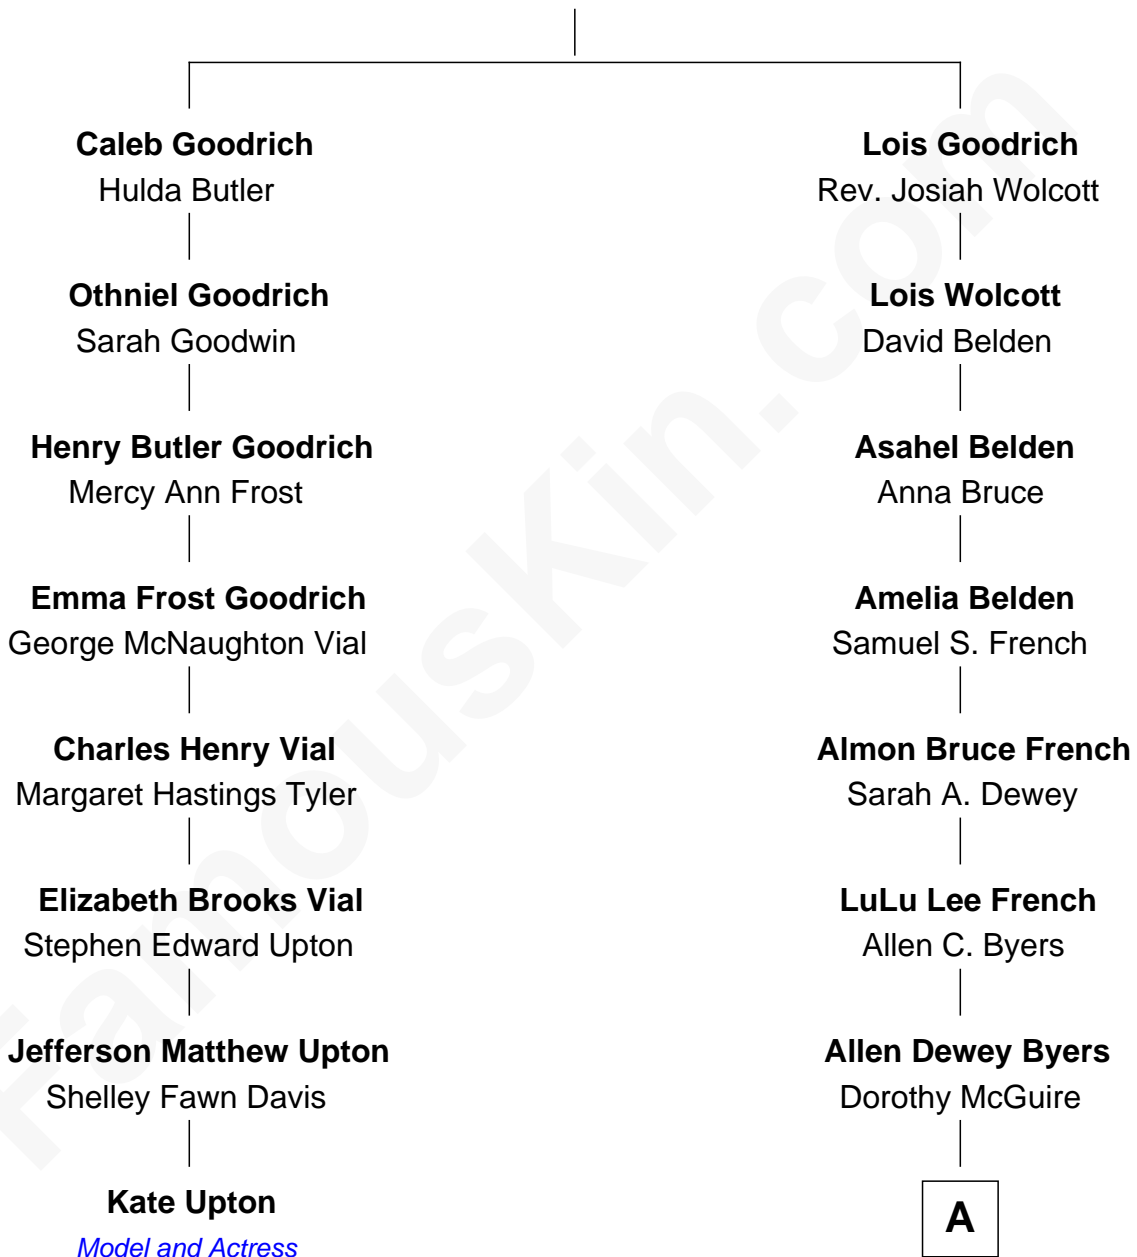 Caleb Goodrich
Hulda Butler
Othniel Goodrich
Sarah Goodwin
Henry Butler Goodrich
Mercy Ann Frost
Emma Frost Goodrich
George McNaughton Vial
Charles Henry Vial
Margaret Hastings Tyler
Elizabeth Brooks Vial
Stephen Edward Upton
Jefferson Matthew Upton
Shelley Fawn Davis
Kate Upton
Model and Actress
Lois Goodrich
Rev. Josiah Wolcott
Lois Wolcott
David Belden
Asahel Belden
Anna Bruce
Amelia Belden
Samuel S. French
Almon Bruce French
Sarah A. Dewey
LuLu Lee French
Allen C. Byers
Allen Dewey Byers
Dorothy McGuire
A
FamousKin.com